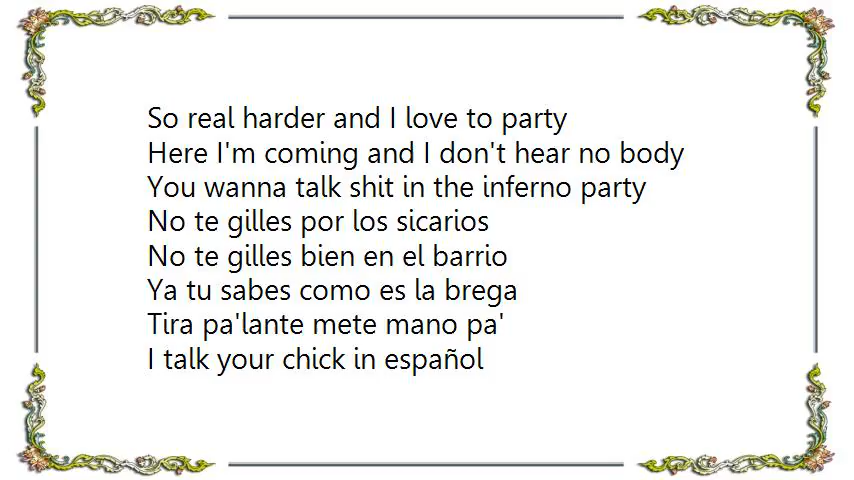 So real harder and I love to party
Here I'm coming and I don't hear no body
You wanna talk shit in the inferno party
No te gilles por los sicarios
No te gilles bien en el barrio
Ya tu sabes como es la brega
Tira pa'lante mete mano pa'
I talk your chick in español